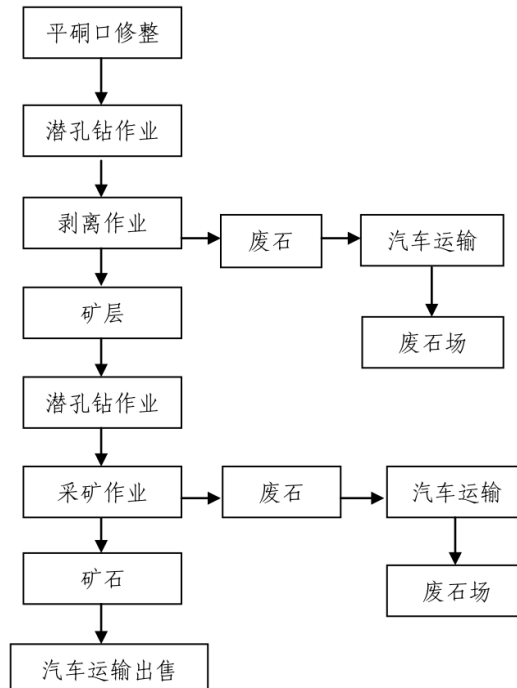 平硐口修整
潜孔钻作业
剥离作业
废石
汽车运输
矿层
废石场
潜孔钻作业
采矿作业
废石
汽车运输
矿石
废石场
汽车运输出售